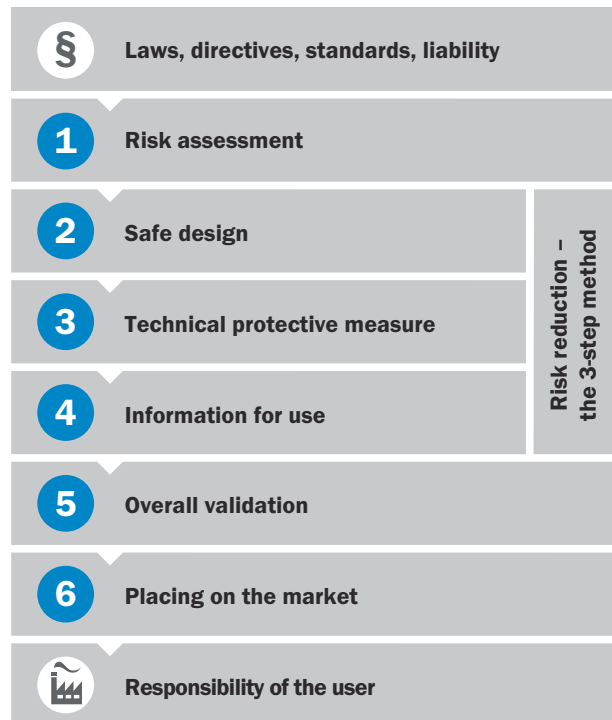 §
Laws, directives, standards, liability
1
Risk assessment
2
Safe design
3
Technical protective measure
4
Information for use
Risk reduction –
the 3-step method
5
Overall validation
6
Placing on the market
Responsibility of the user